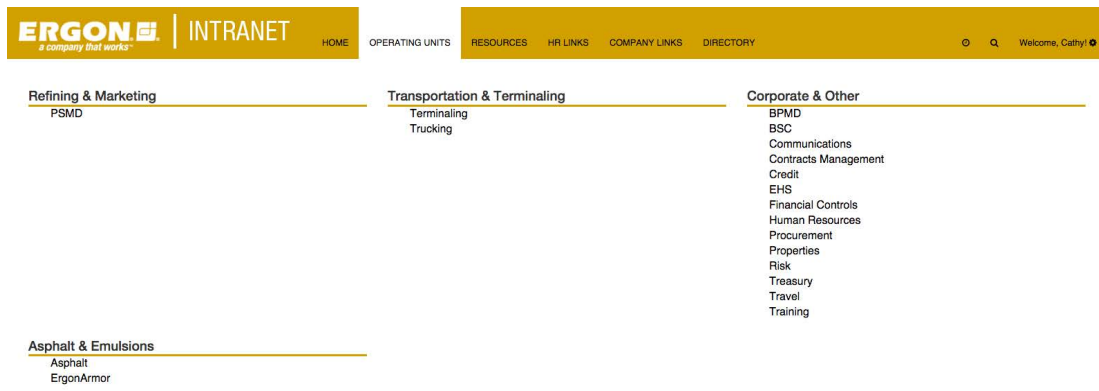 ERGON. INTRANET
a company that works
HOME OPERATING UNITS RESOURCES HR LINKS COMPANY LINKS DIRECTORY Welcome, Cathy!
Refining & Marketing
PSMD
Transportation & Terminaling
Terminaling
Trucking
Corporate & Other
BPMD
BSC
Communications
Contracts Management
Credit
EHS
Financial Controls
Human Resources
Procurement
Properties
Risk
Treasury
Travel
Training
Asphalt & Emulsions
Asphalt
ErgonArmor